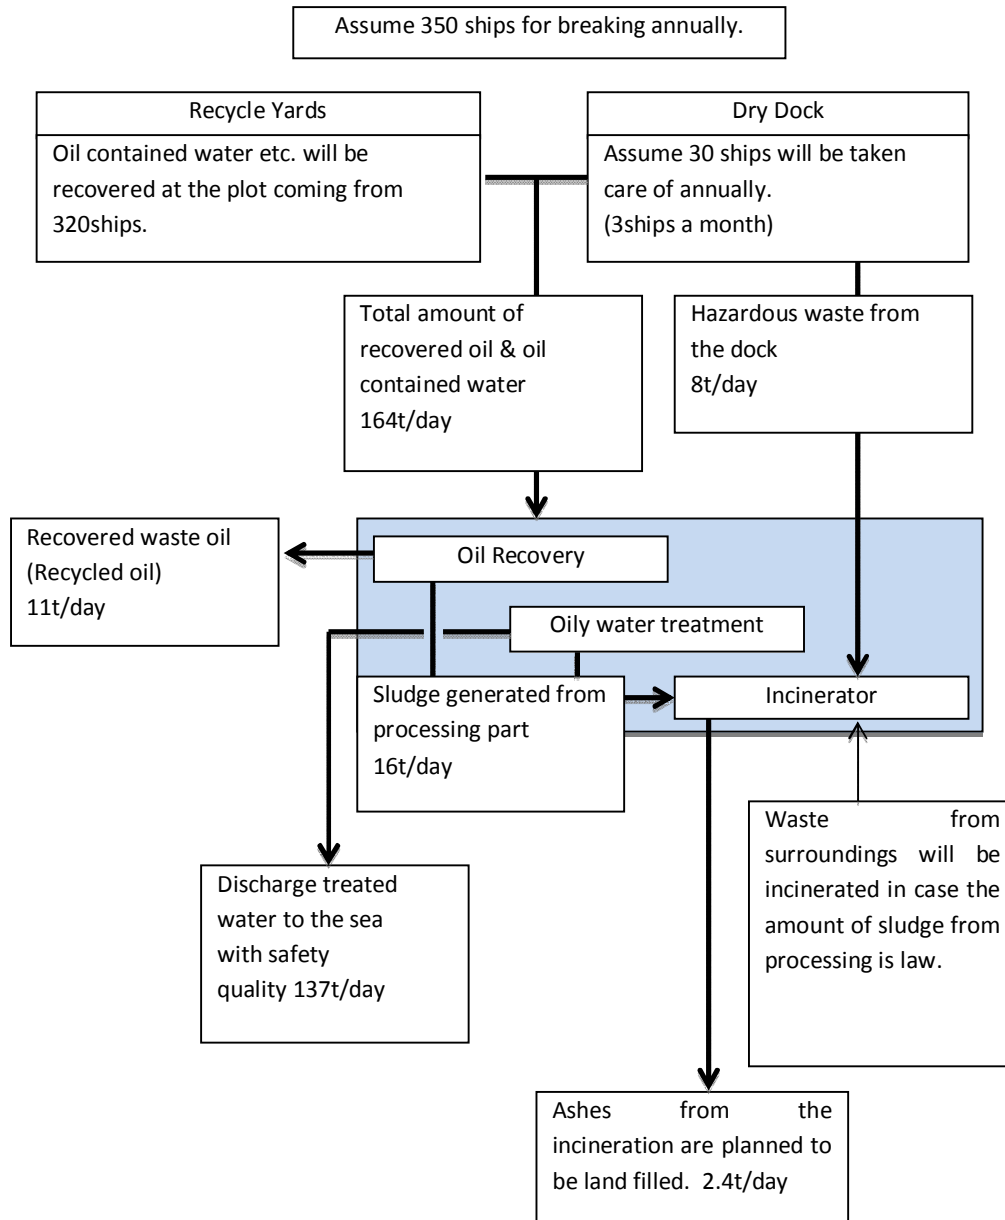 Assume 350 ships for breaking annually.
Recycle Yards
Oil contained water etc. will be
recovered at the plot coming from
320ships.
Dry Dock
Assume 30 ships will be taken
care of annually.
(3ships a month)
Total amount of
recovered oil & oil
contained water
164t/day
Hazardous waste from
the dock
8t/day
Recovered waste oil
(Recycled oil)
11t/day
Oil Recovery
Oily water treatment
Sludge generated from
processing part
16t/day
Incinerator
Discharge treated
water to the sea
with safety
quality 137t/day
Waste from
surroundings will be
incinerated in case the
amount of sludge from
processing is law.
Ashes from the
incineration are planned to
be land filled. 2.4t/day